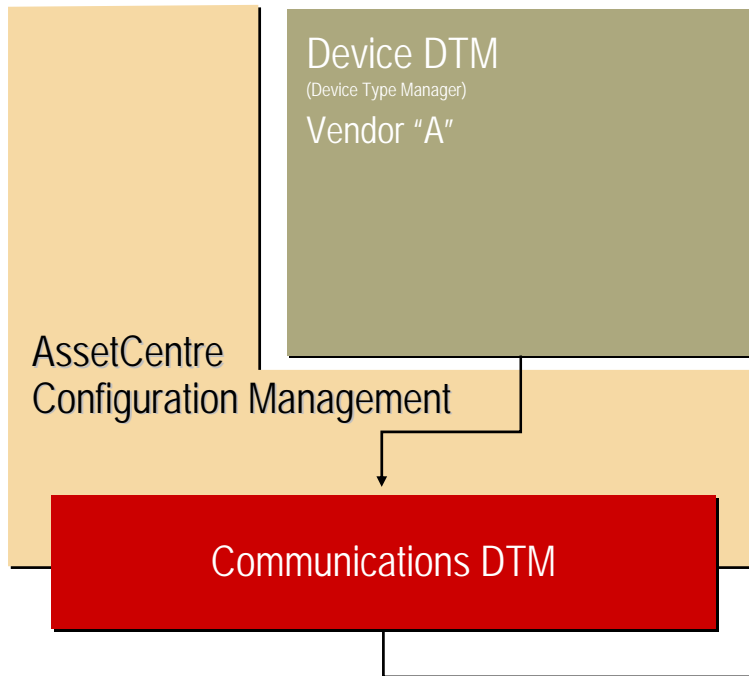 Device DTM
(Device Type Manager)
Vendor “A”
AssetCentre
Configuration Management
Communications DTM